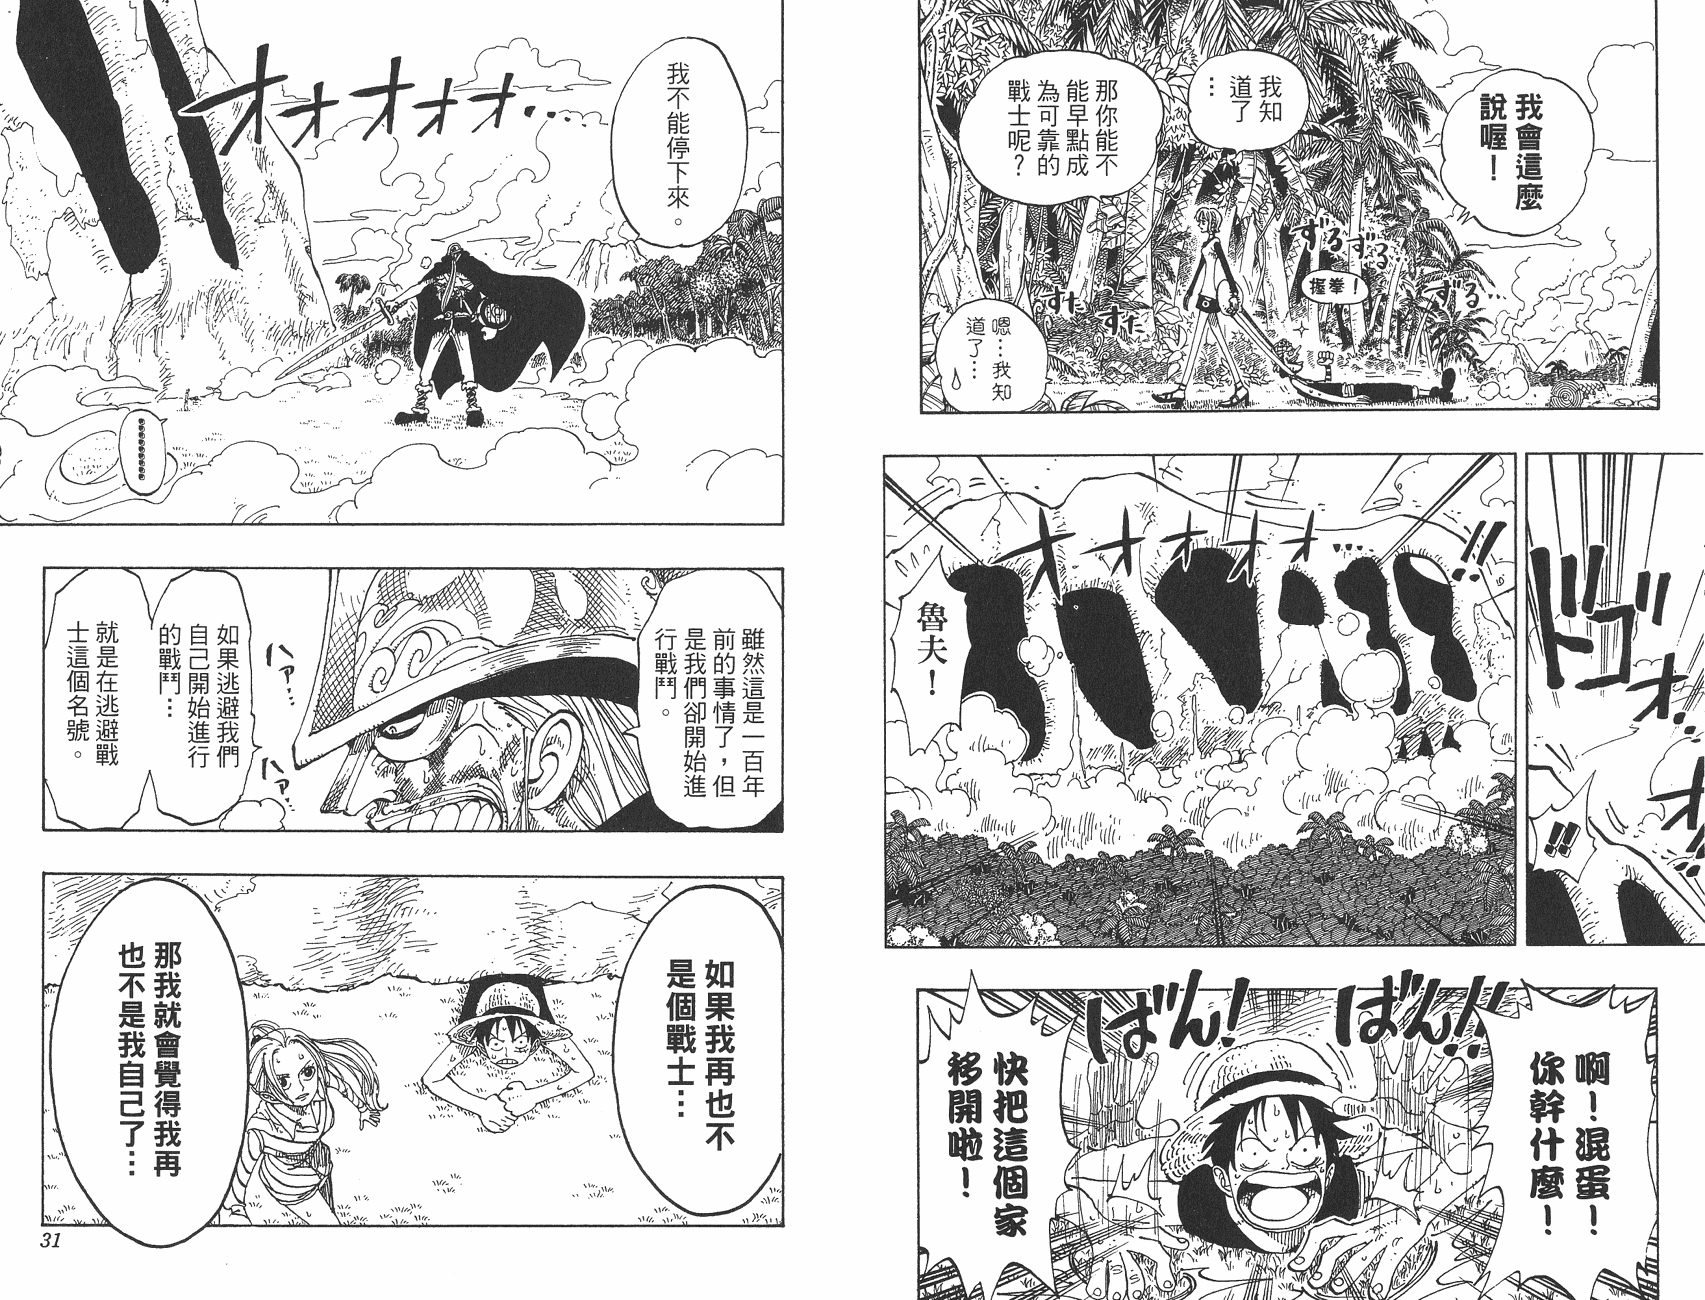 我會這麼
說喔！
我知
道了
…
那你能不
能早點成
為可靠的
戰士呢？
ずるずる…
ずる…
握拳！
すたすた
嗯…我知
道了…
ドゴォ…
!!
オオオオオ…
!!
魯夫！
啊！混蛋！
你幹什麼！
ばん！
ばん!!
快把這個家
移開啦！
我不能停下來。
オオオオオ…
………
雖然這是一百年
前的事情了，但
是我們卻開始進
行戰鬥。
ハァ…
ハァ…
如果逃避我們
自己開始進行
的戰鬥…
就是在逃避戰
士這個名號。
如果我再也不
是個戰士…
那我就會覺得我再
也不是我自己了…
31